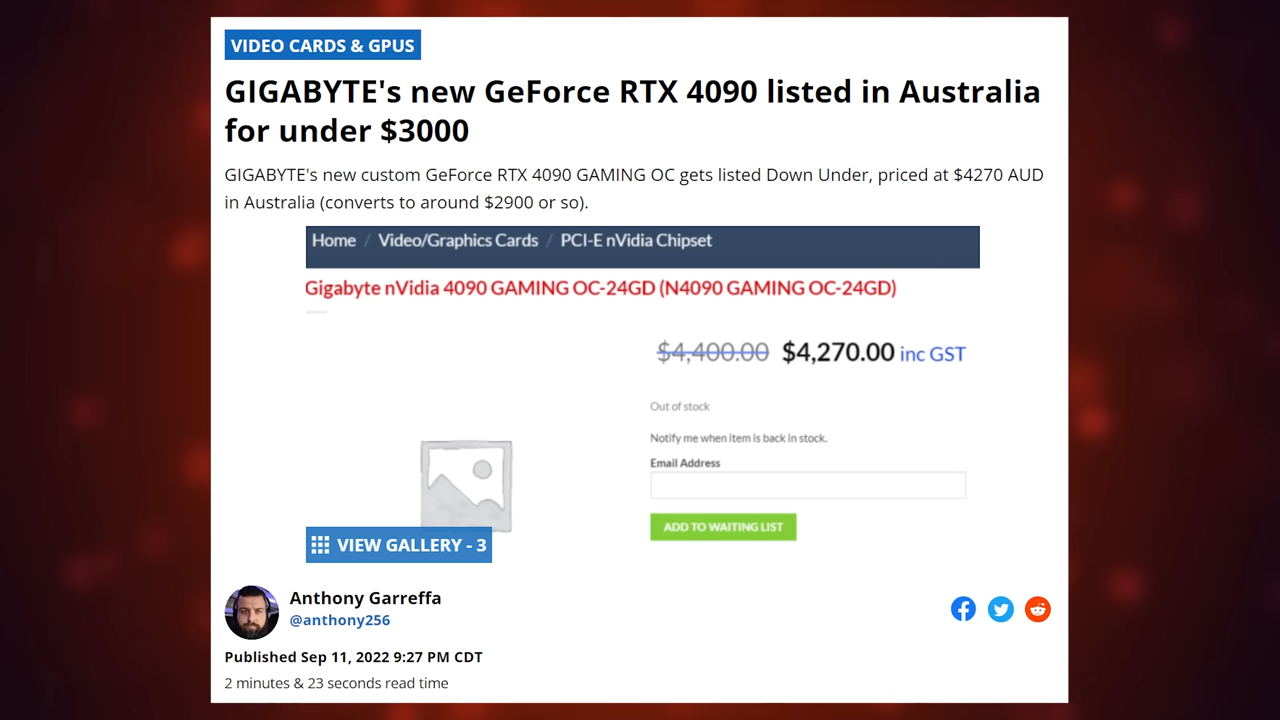 VIDEO CARDS & GPUS
GIGABYTE's new GeForce RTX 4090 listed in Australia
for under $3000
GIGABYTE's new custom GeForce RTX 4090 GAMING OC gets listed Down Under, priced at $4270 AUD
in Australia (converts to around $2900 or so).
Home / Video/Graphics Cards / PCI-E nVidia Chipset
Gigabyte nVidia 4090 GAMING OC-24GD (N4090 GAMING OC-24GD)
$4,400.00 $4,270.00 inc GST
Out of stock
Notify me when item is back in stock.
Email Address
ADD TO WAITING LIST
VIEW GALLERY - 3
Anthony Garreffa
@anthony256
Published Sep 11, 2022 9:27 PM CDT
2 minutes & 23 seconds read time